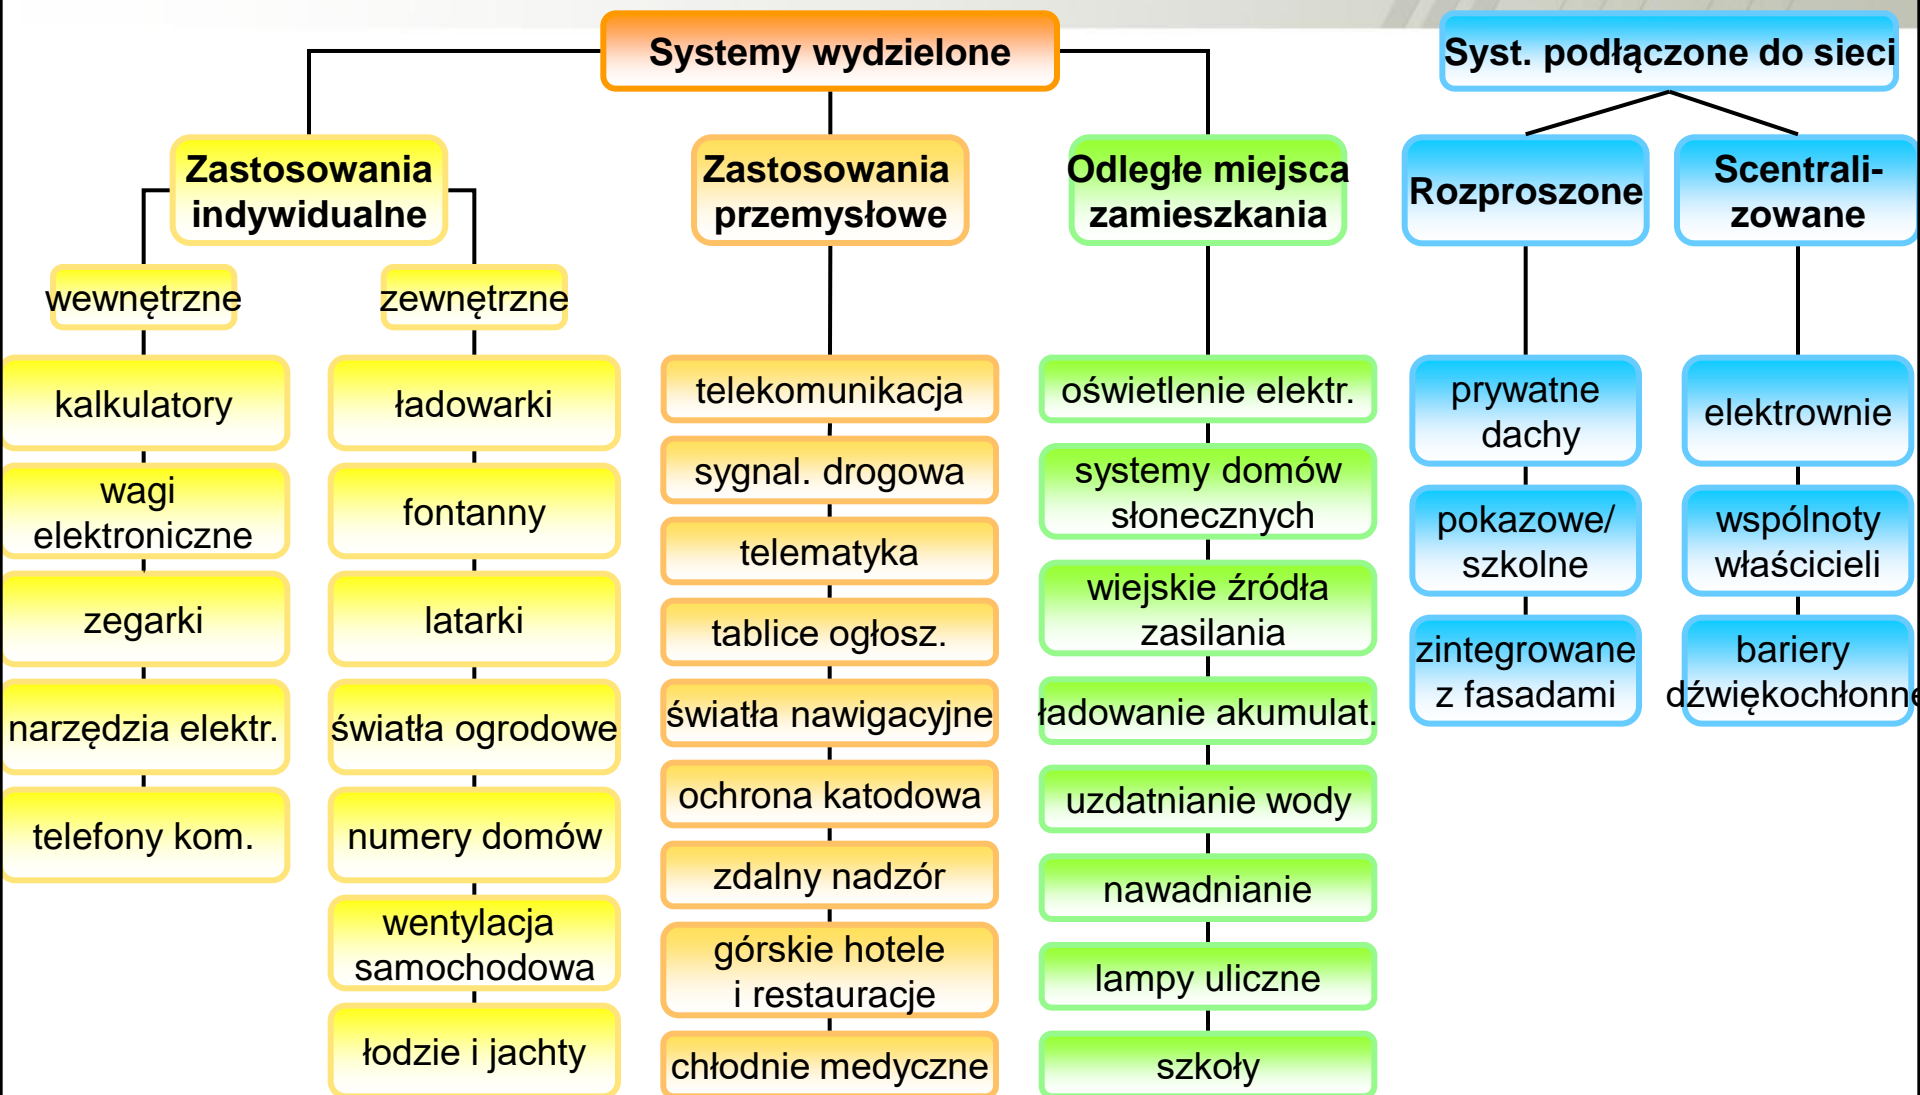 Systemy wydzielone
Syst. podłączone do sieci
Zastosowania
indywidualne
Zastosowania
przemysłowe
Odległe miejsca
zamieszkania
Rozproszone
Scentrali-
zowane
wewnętrzne
kalkulatory
wagi
elektroniczne
zegarki
narzędzia elektr.
telefony kom.
zewnętrzne
ładowarki
fontanny
latarki
światła ogrodowe
numery domów
wentylacja
samochodowa
łodzie i jachty
telekomunikacja
sygnal. drogowa
telematyka
tablice ogłosz.
światła nawigacyjne
ochrona katodowa
zdalny nadzór
górskie hotele
i restauracje
chłodnie medyczne
oświetlenie elektr.
systemy domów
słonecznych
wiejskie źródła
zasilania
ładowanie akumulat.
uzdatnianie wody
nawadnianie
lampy uliczne
szkoły
prywatne
dachy
pokazowe/
szkolne
zintegrowane
z fasadami
elektrownie
wspólnoty
właścicieli
bariery
dźwiękochłonne